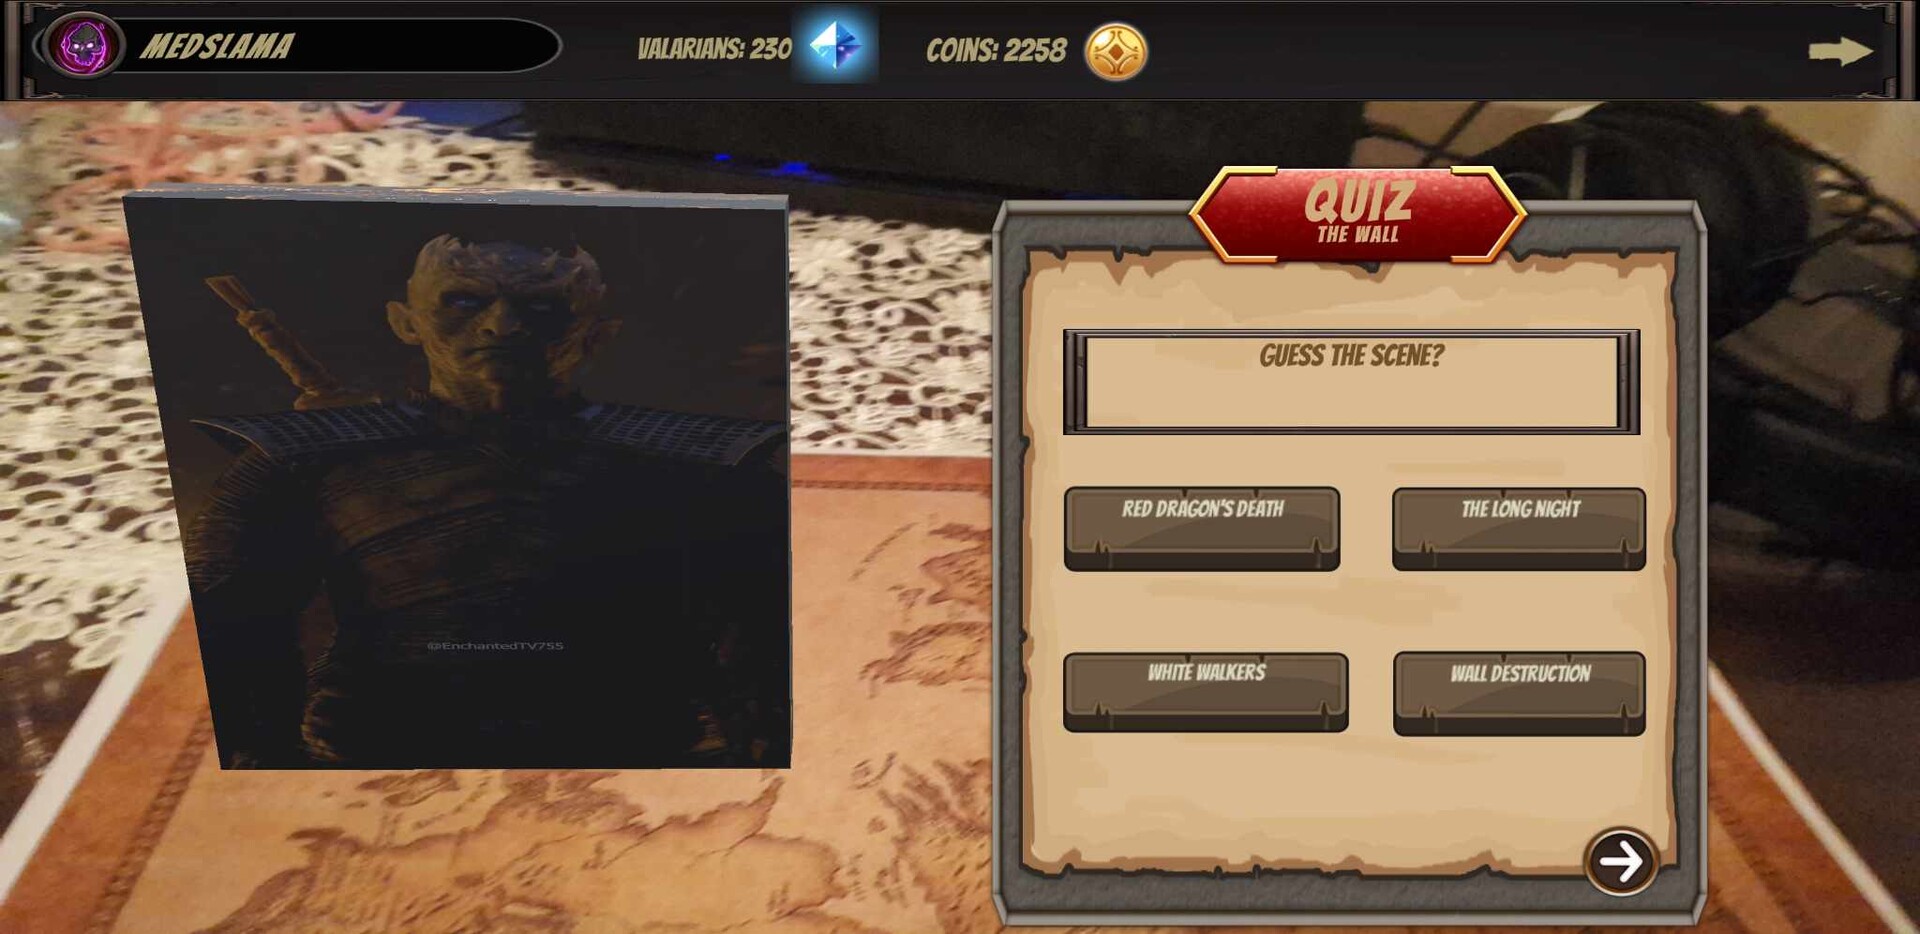 MEDSLAMA
VALARIANS: 230
COINS: 2258
QUIZ
THE WALL
GUESS THE SCENE?
RED DRAGON'S DEATH
THE LONG NIGHT
WHITE WALKERS
WALL DESTRUCTION
@EnchantedTV755